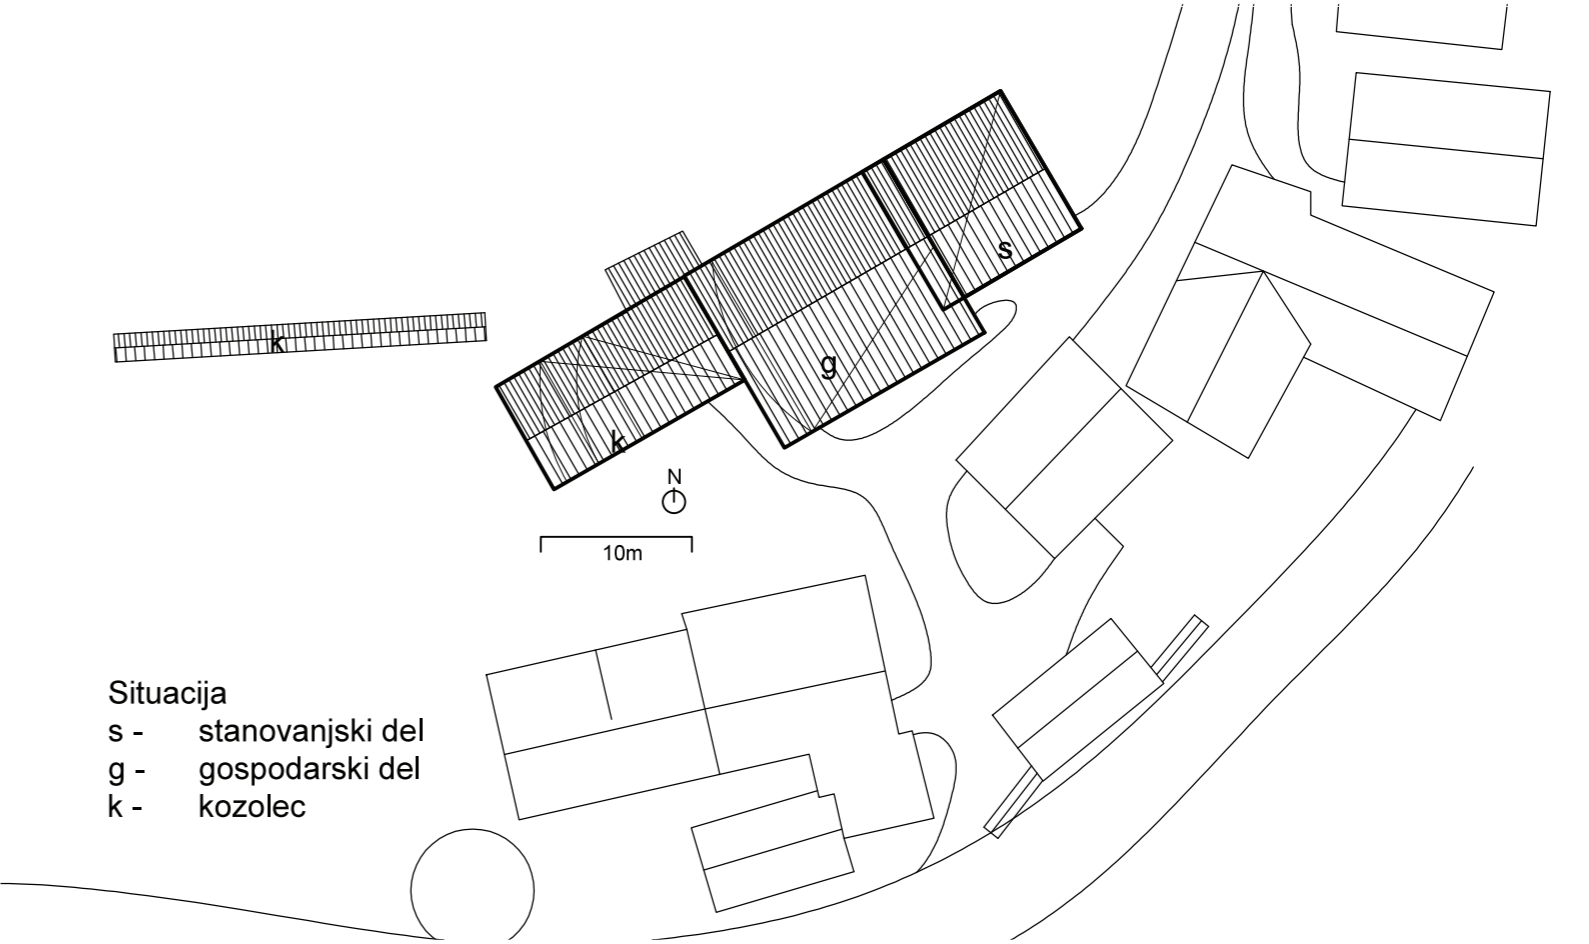 s
k
g
k
N
10m
Situacija
s - stanovanjski del
g - gospodarski del
k - kozolec